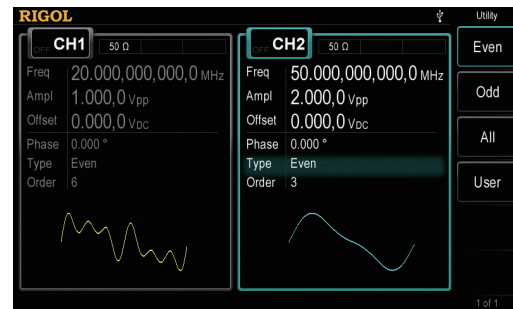 RIGOL
Utility
OFF CH1 50 Ω
Freq 20.000,000,000,0 MHz
Ampl 1.000,0 Vpp
Offset 0.000,0 VDC
Phase 0.000 °
Type Even
Order 6
OFF CH2 50 Ω
Freq 50.000,000,000,0 MHz
Ampl 2.000,0 Vpp
Offset 0.000,0 VDC
Phase 0.000 °
Type Even
Order 3
Even
Odd
All
User
1 of 1